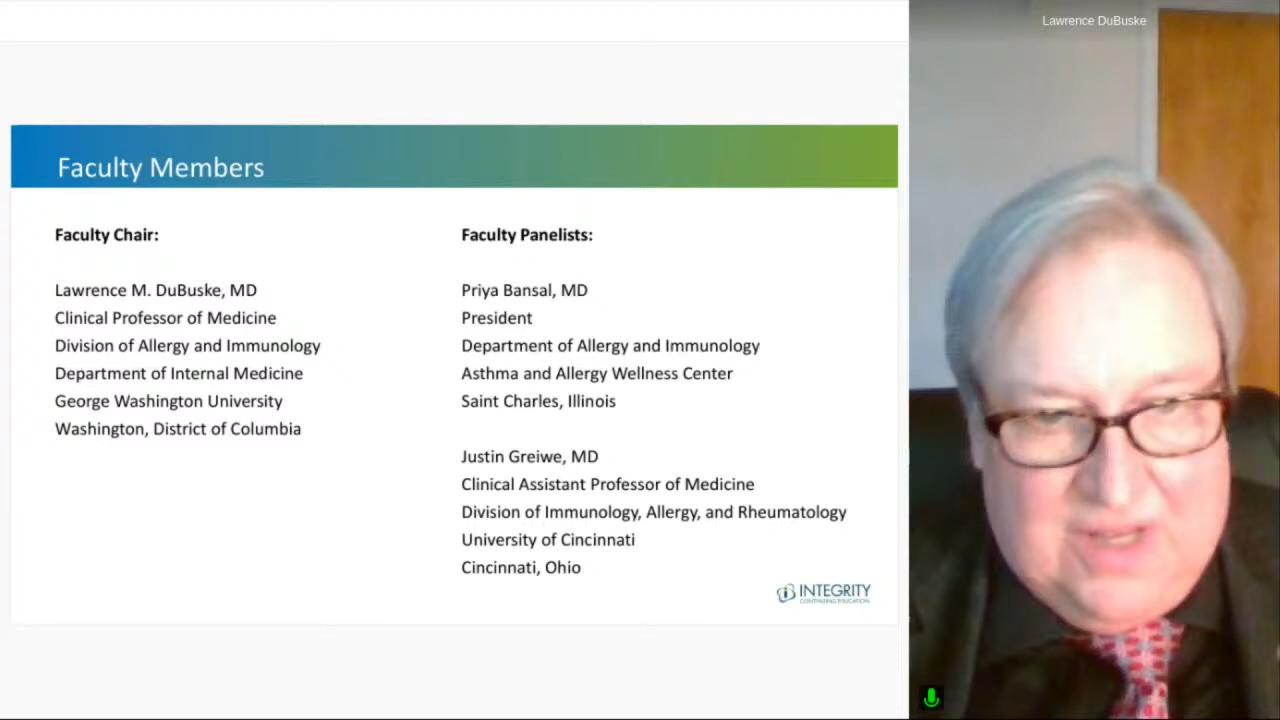 Lawrence DuBuske
Faculty Members
Faculty Chair:
Lawrence M. DuBuske, MD
Clinical Professor of Medicine
Division of Allergy and Immunology
Department of Internal Medicine
George Washington University
Washington, District of Columbia
Faculty Panelists:
Priya Bansal, MD
President
Department of Allergy and Immunology
Asthma and Allergy Wellness Center
Saint Charles, Illinois
Justin Greiwe, MD
Clinical Assistant Professor of Medicine
Division of Immunology, Allergy, and Rheumatology
University of Cincinnati
Cincinnati, Ohio
INTEGRITY
CONTINUING EDUCATION